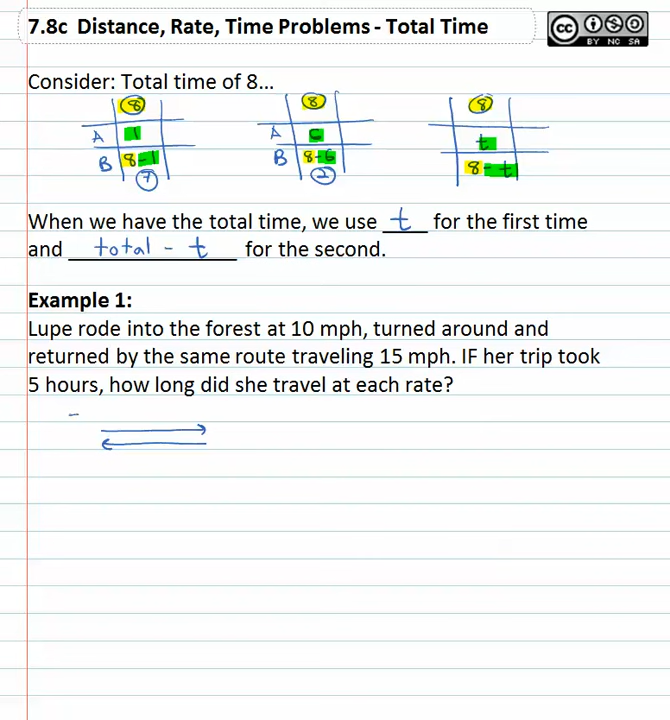 7.8c Distance, Rate, Time Problems - Total Time
cc BY NC SA
Consider: Total time of 8...
8 8 8
A 1 A 6 t
B 8-1 B 8-6 8-t
7 2
When we have the total time, we use t for the first time
and total - t for the second.
Example 1:
Lupe rode into the forest at 10 mph, turned around and
returned by the same route traveling 15 mph. IF her trip took
5 hours, how long did she travel at each rate?